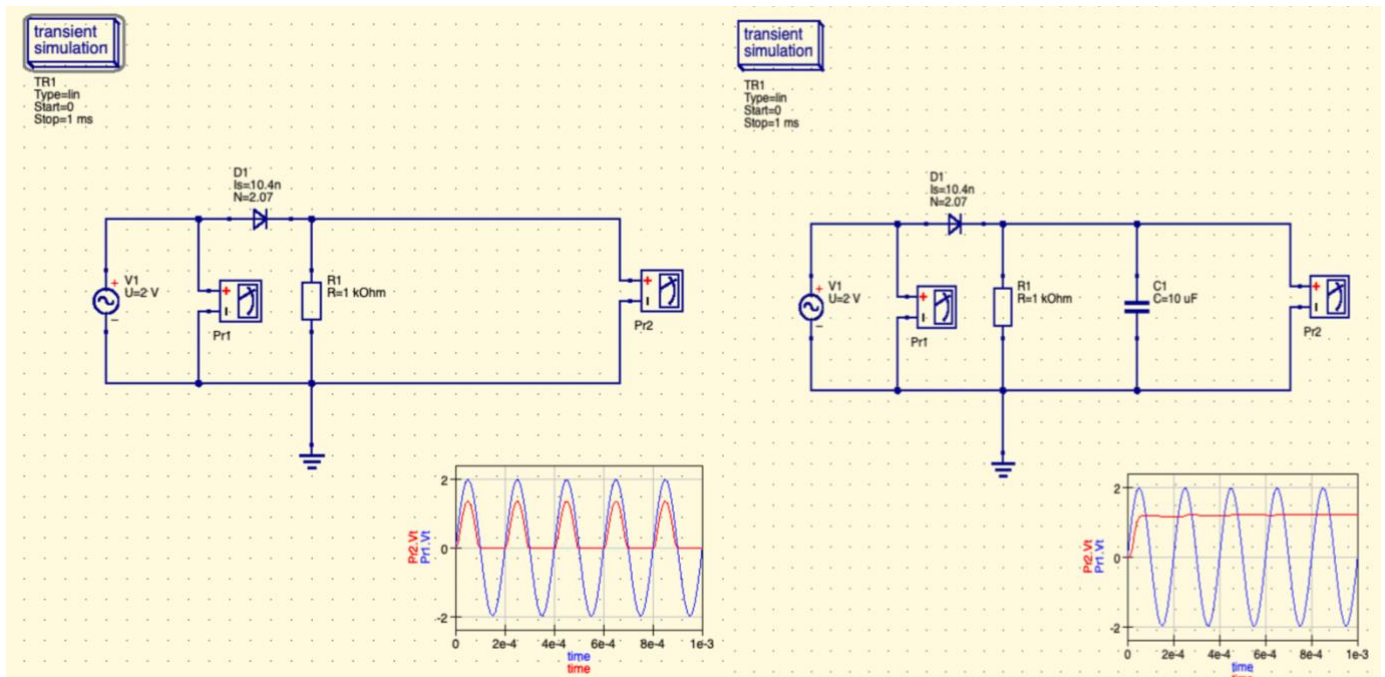 transient
simulation
TR1
Type=lin
Start=0
Stop=1 ms
D1
Is=10.4n
N=2.07
V1
U=2 V
Pr1
R1
R=1 kOhm
Pr2
2
0
-2
Pr2.Vt
Pr1.Vt
0
2e-4
4e-4
6e-4
8e-4
1e-3
time
time
transient
simulation
TR1
Type=lin
Start=0
Stop=1 ms
D1
Is=10.4n
N=2.07
V1
U=2 V
Pr1
R1
R=1 kOhm
C1
C=10 uF
Pr2
2
0
-2
Pr2.Vt
Pr1.Vt
0
2e-4
4e-4
6e-4
8e-4
1e-3
time